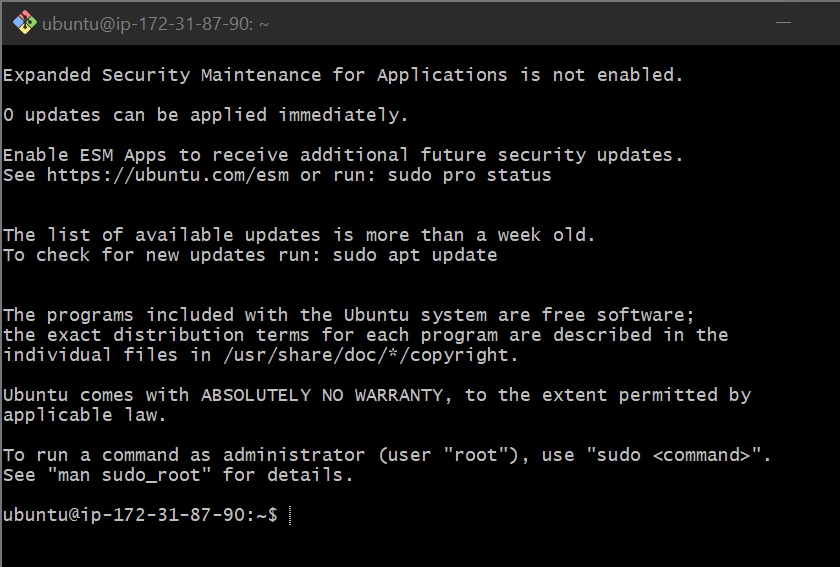 ubuntu@ip-172-31-87-90: ~
Expanded Security Maintenance for Applications is not enabled.
0 updates can be applied immediately.
Enable ESM Apps to receive additional future security updates.
See https://ubuntu.com/esm or run: sudo pro status
The list of available updates is more than a week old.
To check for new updates run: sudo apt update
The programs included with the Ubuntu system are free software;
the exact distribution terms for each program are described in the
individual files in /usr/share/doc/*/copyright.
Ubuntu comes with ABSOLUTELY NO WARRANTY, to the extent permitted by
applicable law.
To run a command as administrator (user "root"), use "sudo <command>".
See "man sudo_root" for details.
ubuntu@ip-172-31-87-90:~$